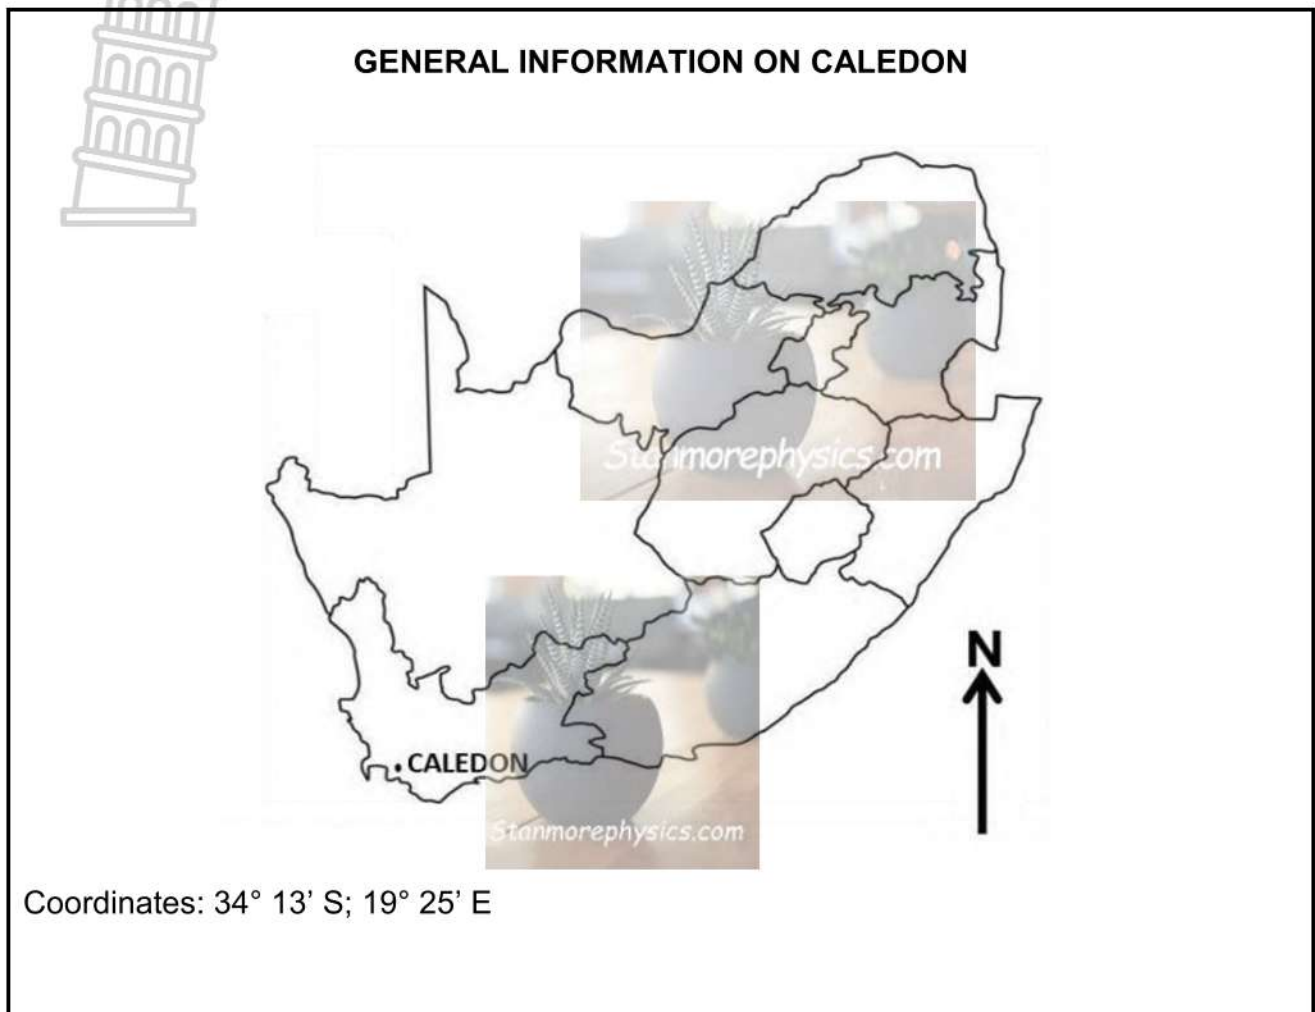 GENERAL INFORMATION ON CALEDON
Stanmorephysics.com
N
.CALEDON
Stanmorephysics.com
Coordinates: 34° 13’ S; 19° 25’ E